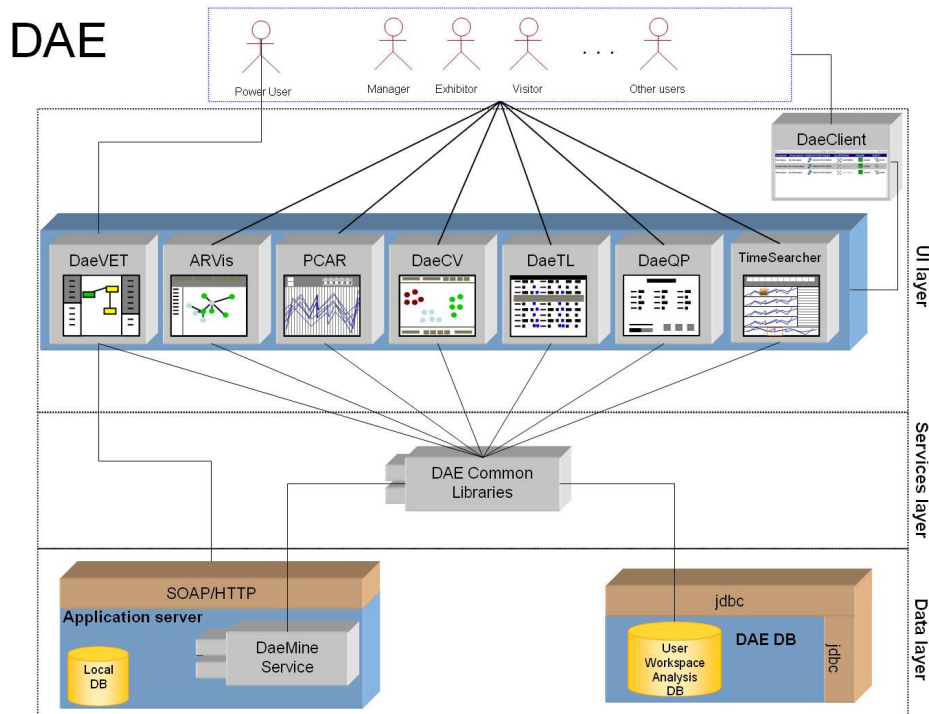 DAE
Power User
Manager
Exhibitor
Visitor
. . .
Other users
DaeClient
DaeVET
ARVis
PCAR
DaeCV
DaeTL
DaeQP
TimeSearcher
UI layer
DAE Common
Libraries
Services layer
SOAP/HTTP
Application server
DaeMine
Service
Local
DB
jdbc
DAE DB
jdbc
User
Workspace
Analysis
DB
Data layer